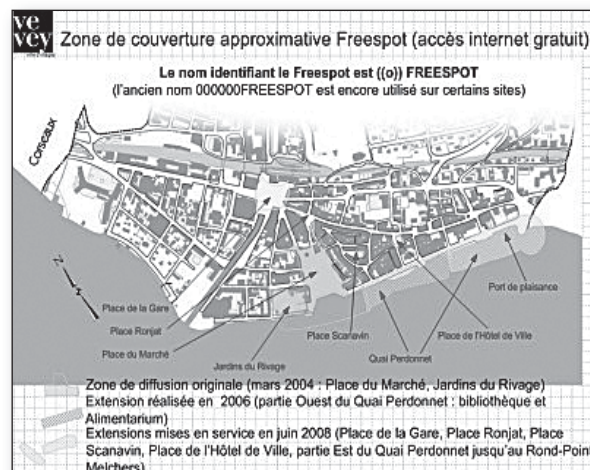 ve
vey
Zone de couverture approximative Freespot (accès internet gratuit)
Le nom identifiant le Freespot est ((o)) FREESPOT
(l'ancien nom 000000FREESPOT est encore utilisé sur certains sites)
Corseaux
N
Place de la Gare
Place Ronjat
Place du Marché
Jardins du Rivage
Place Scanavin
Quai Perdonnet
Place de l'Hôtel de Ville
Port de plaisance
Zone de diffusion originale (mars 2004 : Place du Marché, Jardins du Rivage)
Extension réalisée en 2006 (partie Ouest du Quai Perdonnet : bibliothèque et
Alimentarium)
Extensions mises en service en juin 2008 (Place de la Gare, Place Ronjat, Place
Scanavin, Place de l'Hôtel de Ville, partie Est du Quai Perdonnet jusqu'au Rond-Point
Melchers)